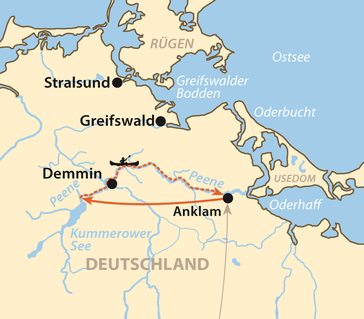 RÜGEN
Ostsee
Stralsund
Greifswalder
Bodden
Oderbucht
Greifswald
Demmin
Peene
USEDOM
Peene
Anklam
Oderhaff
Kummerower
See
DEUTSCHLAND